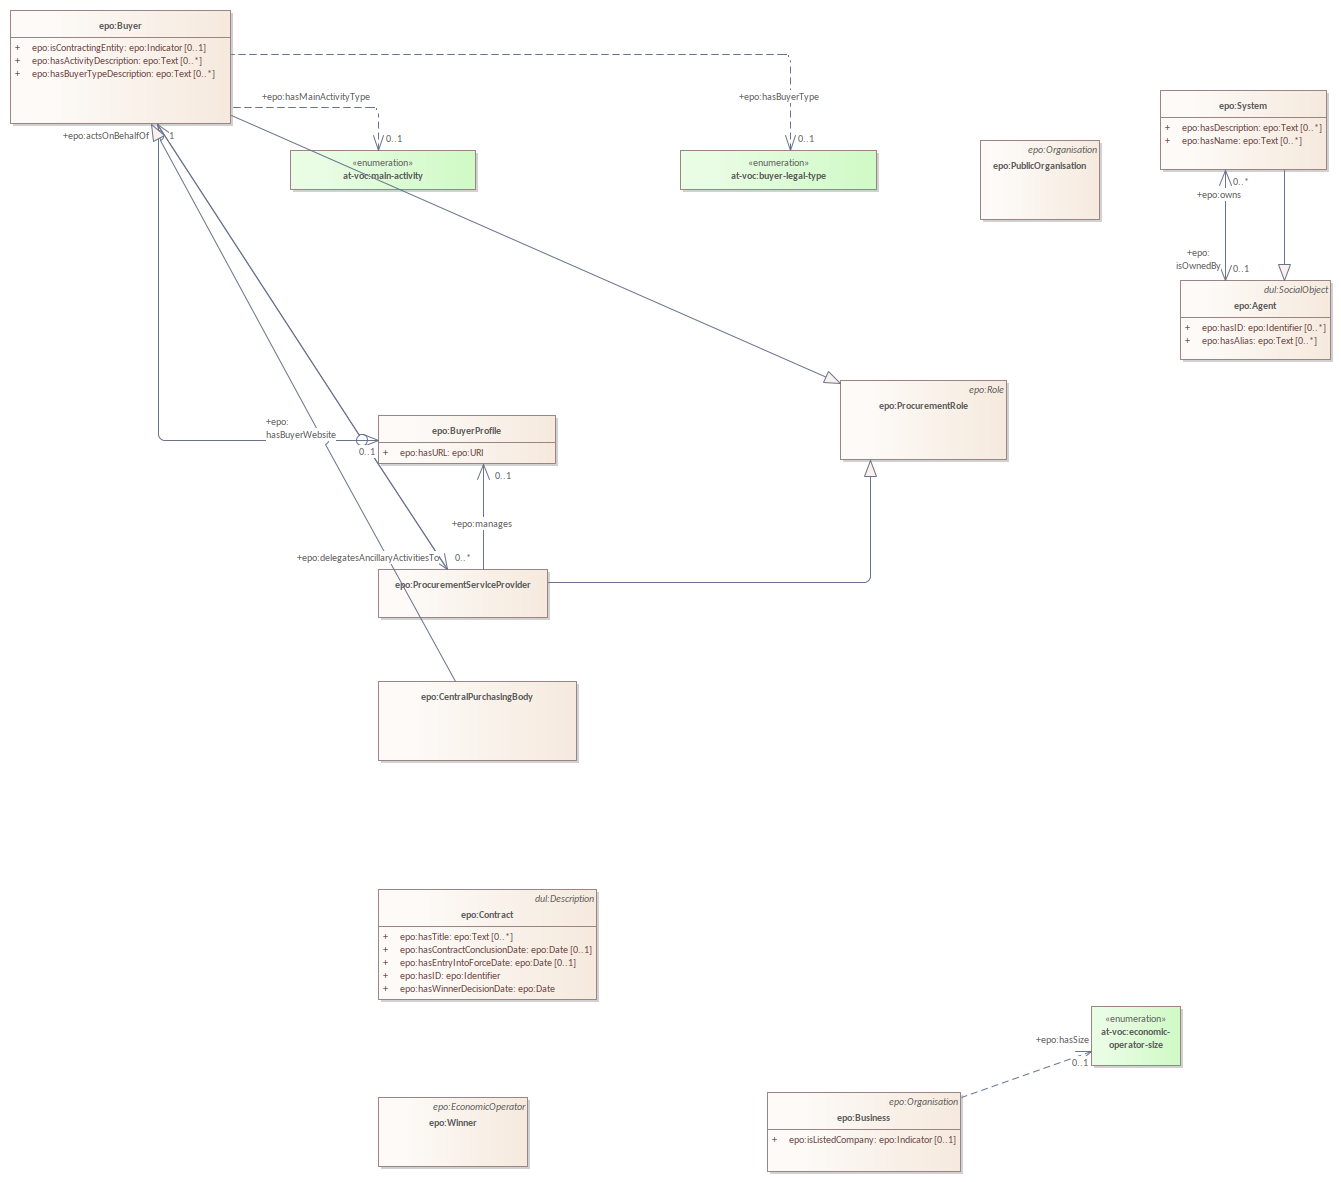 epo:Buyer
+ epo:isContractingEntity: epo:Indicator [0..1]
+ epo:hasActivityDescription: epo:Text [0..*]
+ epo:hasBuyerTypeDescription: epo:Text [0..*]
+epo:hasMainActivityType
+epo:hasBuyerType
+epo:actsOnBehalfOf
1
0..1
0..1
«enumeration»
at-voc:main-activity
«enumeration»
at-voc:buyer-legal-type
epo:Organisation
epo:PublicOrganisation
epo:System
+ epo:hasDescription: epo:Text [0..*]
+ epo:hasName: epo:Text [0..*]
0..*
+epo:owns
+epo:
isOwnedBy
0..1
dul:SocialObject
epo:Agent
+ epo:hasID: epo:Identifier [0..*]
+ epo:hasAlias: epo:Text [0..*]
epo:Role
epo:ProcurementRole
+epo:
hasBuyerWebsite
0..1
epo:BuyerProfile
+ epo:hasURL: epo:URI
0..1
+epo:manages
+epo:delegatesAncillaryActivitiesTo
0..*
epo:ProcurementServiceProvider
epo:CentralPurchasingBody
dul:Description
epo:Contract
+ epo:hasTitle: epo:Text [0..*]
+ epo:hasContractConclusionDate: epo:Date [0..1]
+ epo:hasEntryIntoForceDate: epo:Date [0..1]
+ epo:hasID: epo:Identifier
+ epo:hasWinnerDecisionDate: epo:Date
«enumeration»
at-voc:economic-
operator-size
+epo:hasSize
0..1
epo:EconomicOperator
epo:Winner
epo:Organisation
epo:Business
+ epo:isListedCompany: epo:Indicator [0..1]